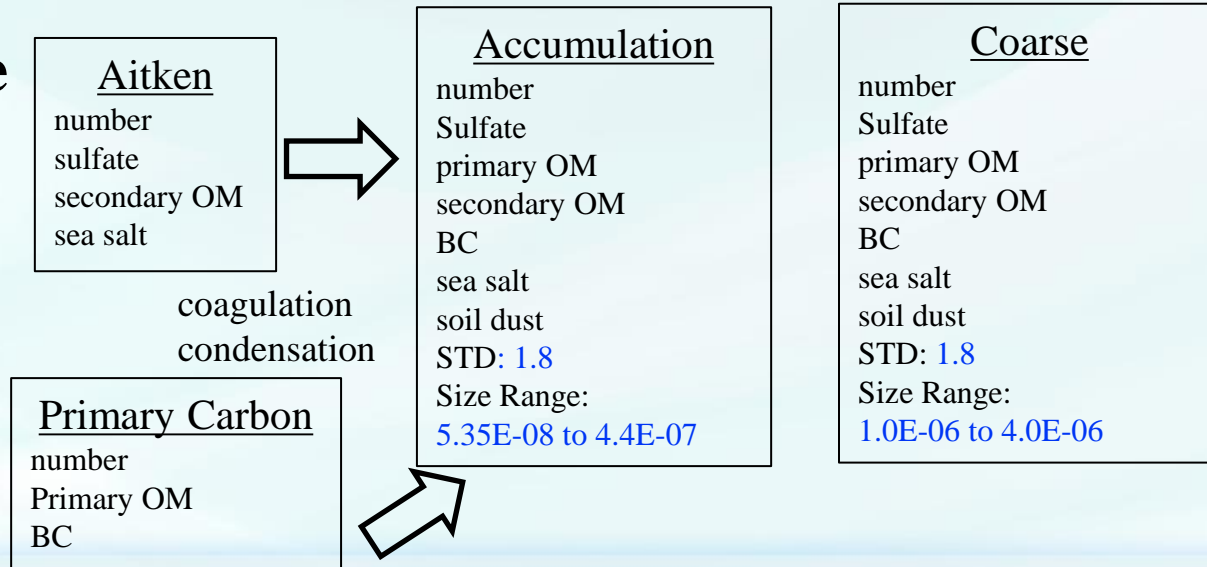 e
Aitken
number
sulfate
secondary OM
sea salt
coagulation
condensation
Primary Carbon
number
Primary OM
BC
Accumulation
number
Sulfate
primary OM
secondary OM
BC
sea salt
soil dust
STD: 1.8
Size Range:
5.35E-08 to 4.4E-07
Coarse
number
Sulfate
primary OM
secondary OM
BC
sea salt
soil dust
STD: 1.8
Size Range:
1.0E-06 to 4.0E-06